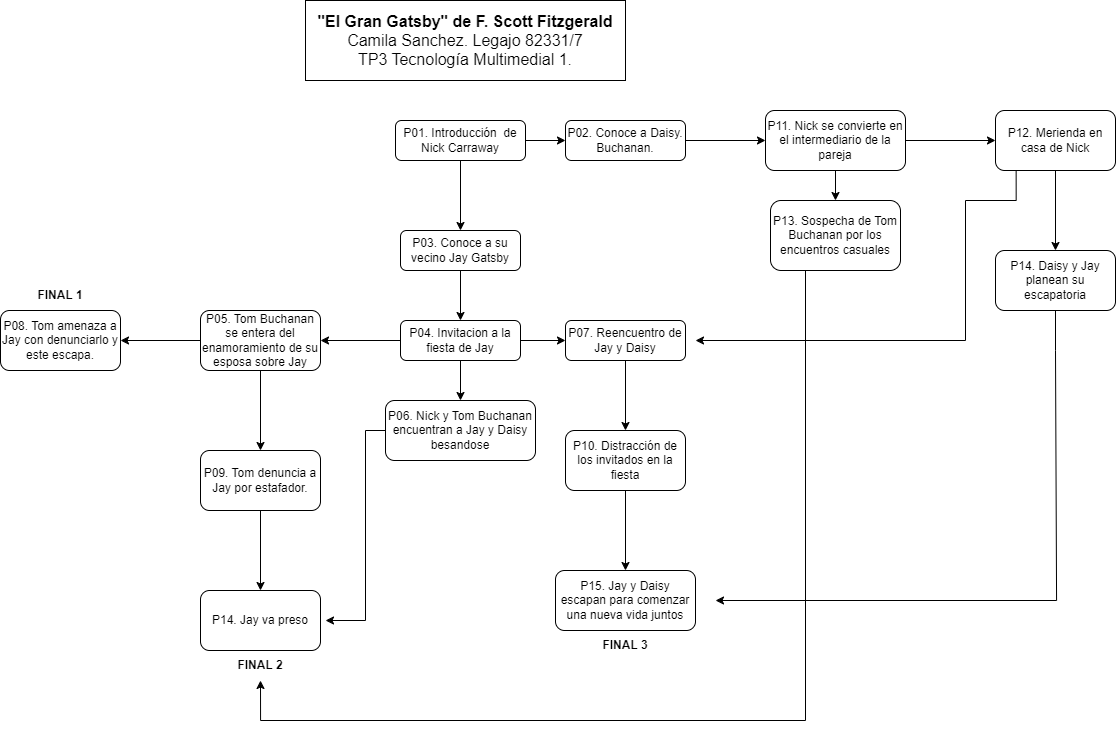 "El Gran Gatsby" de F. Scott Fitzgerald
Camila Sanchez. Legajo 82331/7
TP3 Tecnología Multimedial 1.
P01. Introducción de
Nick Carraway
P02. Conoce a Daisy.
Buchanan.
P11. Nick se convierte en
el intermediario de la
pareja
P12. Merienda en
casa de Nick
P03. Conoce a su
vecino Jay Gatsby
P13. Sospecha de Tom
Buchanan por los
encuentros casuales
P14. Daisy y Jay
planean su
escapatoria
FINAL 1
P08. Tom amenaza a
Jay con denunciarlo y
este escapa.
P05. Tom Buchanan
se entera del
enamoramiento de su
esposa sobre Jay
P04. Invitacion a la
fiesta de Jay
P07. Reencuentro de
Jay y Daisy
P06. Nick y Tom Buchanan
encuentran a Jay y Daisy
besandose
P10. Distracción de
los invitados en la
fiesta
P09. Tom denuncia a
Jay por estafador.
P15. Jay y Daisy
escapan para comenzar
una nueva vida juntos
P14. Jay va preso
FINAL 3
FINAL 2